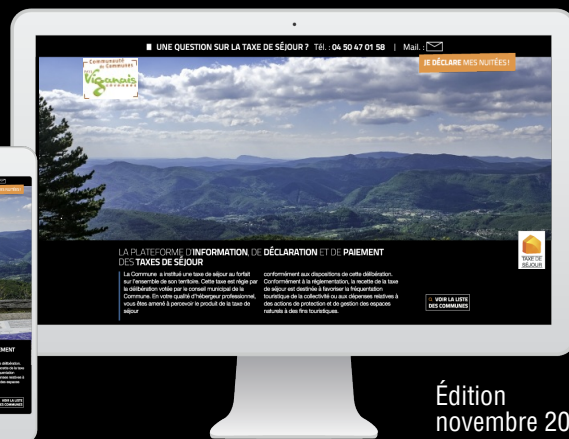 UNE QUESTION SUR LA TAXE DE SÉJOUR ? Tél. : 04 50 47 01 58 | Mail. :
JE DÉCLARE MES NUITÉES !
Communauté
de Communes
Viganais
LA PLATEFORME D'INFORMATION, DE DÉCLARATION ET DE PAIEMENT
DES TAXES DE SÉJOUR
La Commune a institué une taxe de séjour au forfait
sur l'ensemble de son territoire. Cette taxe est régie par
la délibération votée par le conseil municipal de la
Commune. En votre qualité d'hébergeur professionnel,
vous êtes amené à percevoir le produit de la taxe de
séjour
conformément aux dispositions de cette délibération.
Conformément à la réglementation, la recette de la taxe
de séjour est destinée à favoriser la fréquentation
touristique de la collectivité ou aux dépenses relatives à
des actions de protection et de gestion des espaces
naturels à des fins touristiques.
TAXE DE
SÉJOUR
VOIR LA LISTE
DES COMMUNES
VOIR LA LISTE
DES COMMUNES
Édition
novembre 20